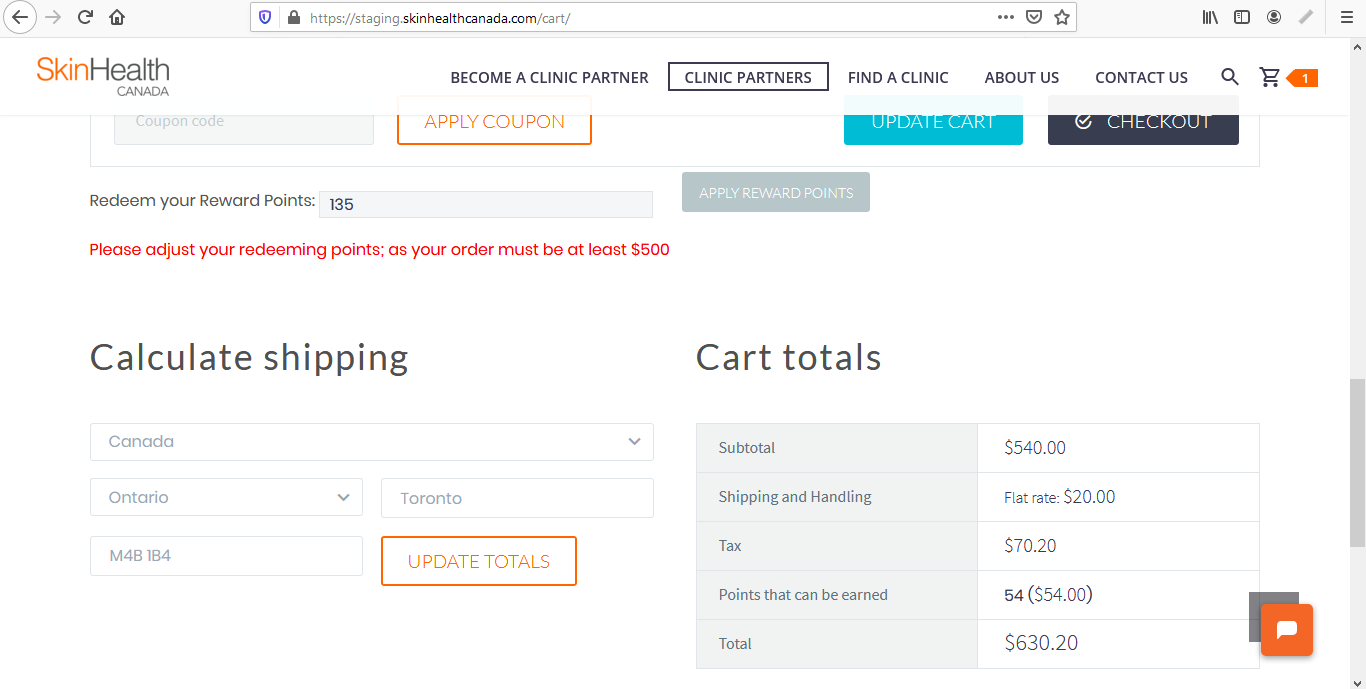 https://staging.skinhealthcanada.com/cart/
SkinHealth
CANADA
BECOME A CLINIC PARTNER
CLINIC PARTNERS
FIND A CLINIC
ABOUT US
CONTACT US
1
Coupon code
APPLY COUPON
UPDATE CART
CHECKOUT
Redeem your Reward Points:
135
APPLY REWARD POINTS
Please adjust your redeeming points; as your order must be at least $500
Calculate shipping
Canada
Ontario
Toronto
M4B 1B4
UPDATE TOTALS
Cart totals
Subtotal $540.00
Shipping and Handling Flat rate: $20.00
Tax $70.20
Points that can be earned 54 ($54.00)
Total $630.20